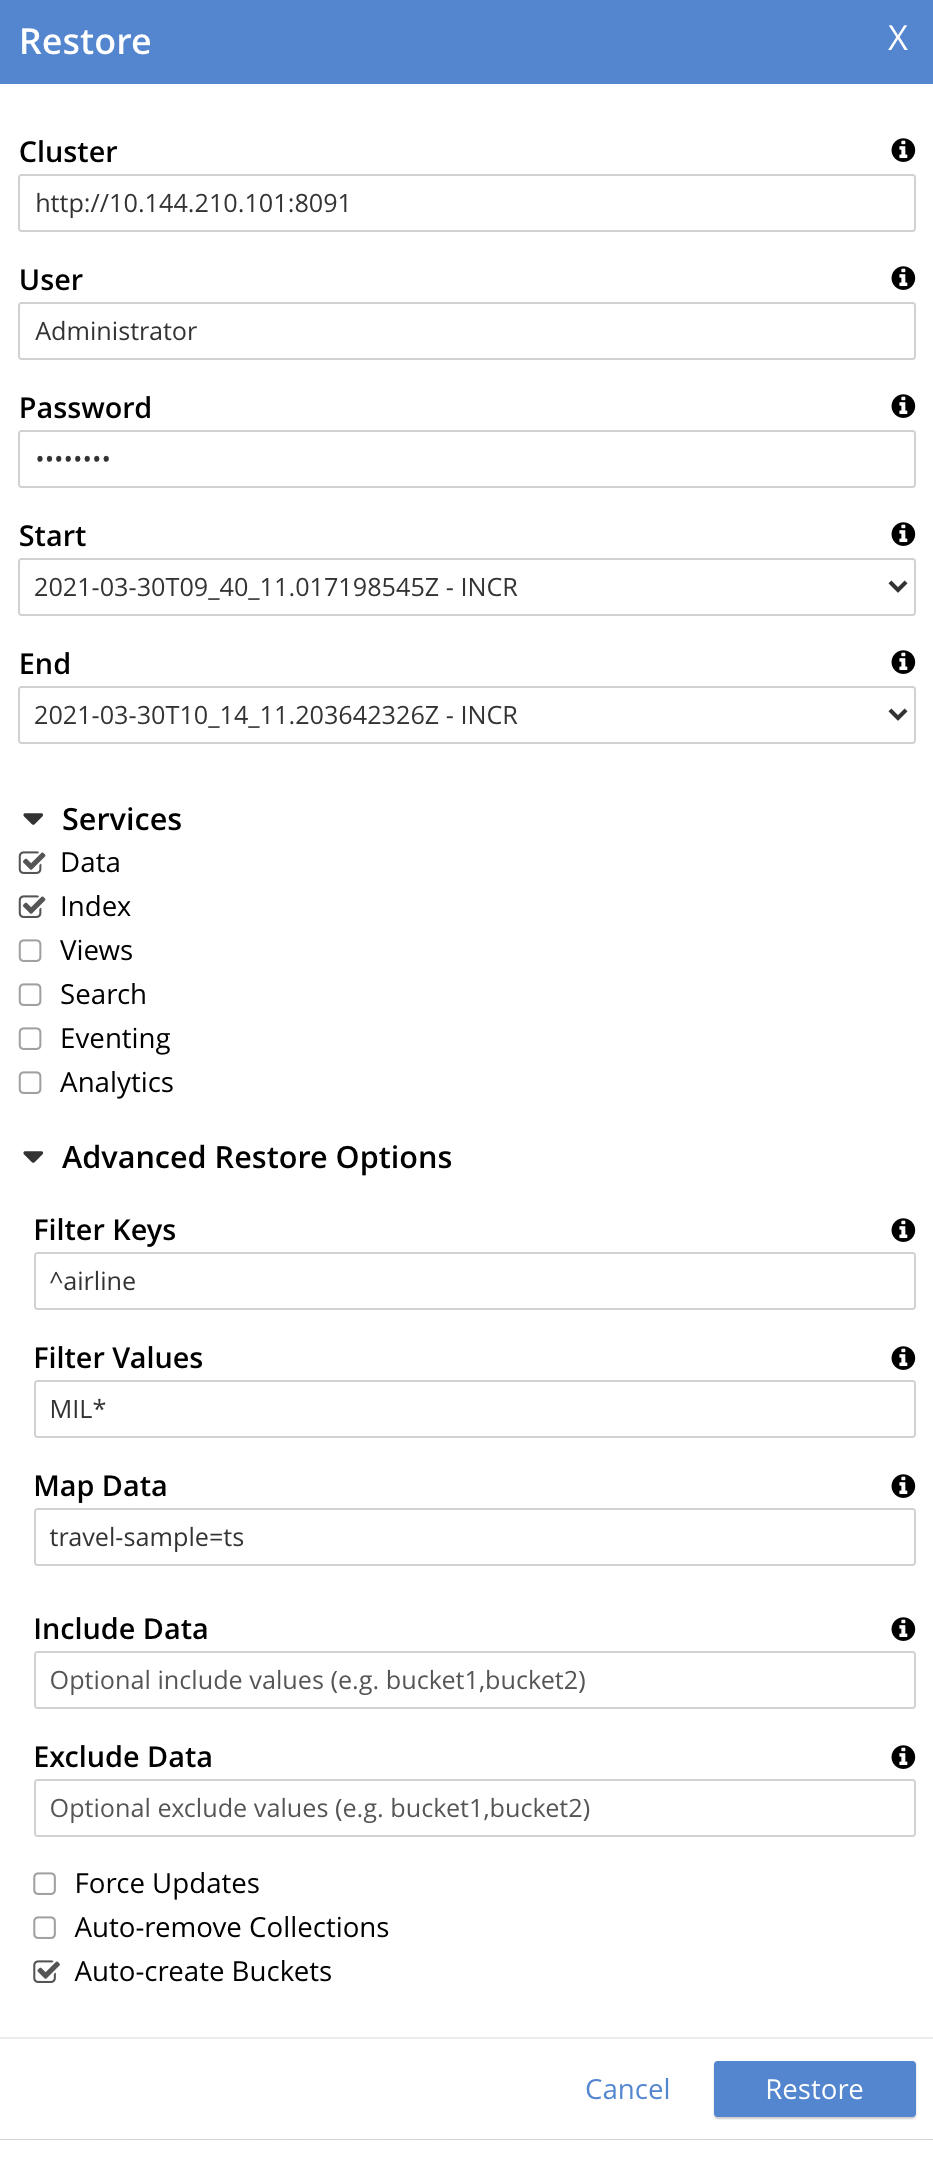 Restore
X
Cluster
http://10.144.210.101:8091
User
Administrator
Password
••••••••
Start
2021-03-30T09_40_11.017198545Z - INCR
End
2021-03-30T10_14_11.203642326Z - INCR
Services
Data
Index
Views
Search
Eventing
Analytics
Advanced Restore Options
Filter Keys
^airline
Filter Values
MIL*
Map Data
travel-sample=ts
Include Data
Optional include values (e.g. bucket1,bucket2)
Exclude Data
Optional exclude values (e.g. bucket1,bucket2)
Force Updates
Auto-remove Collections
Auto-create Buckets
Cancel
Restore